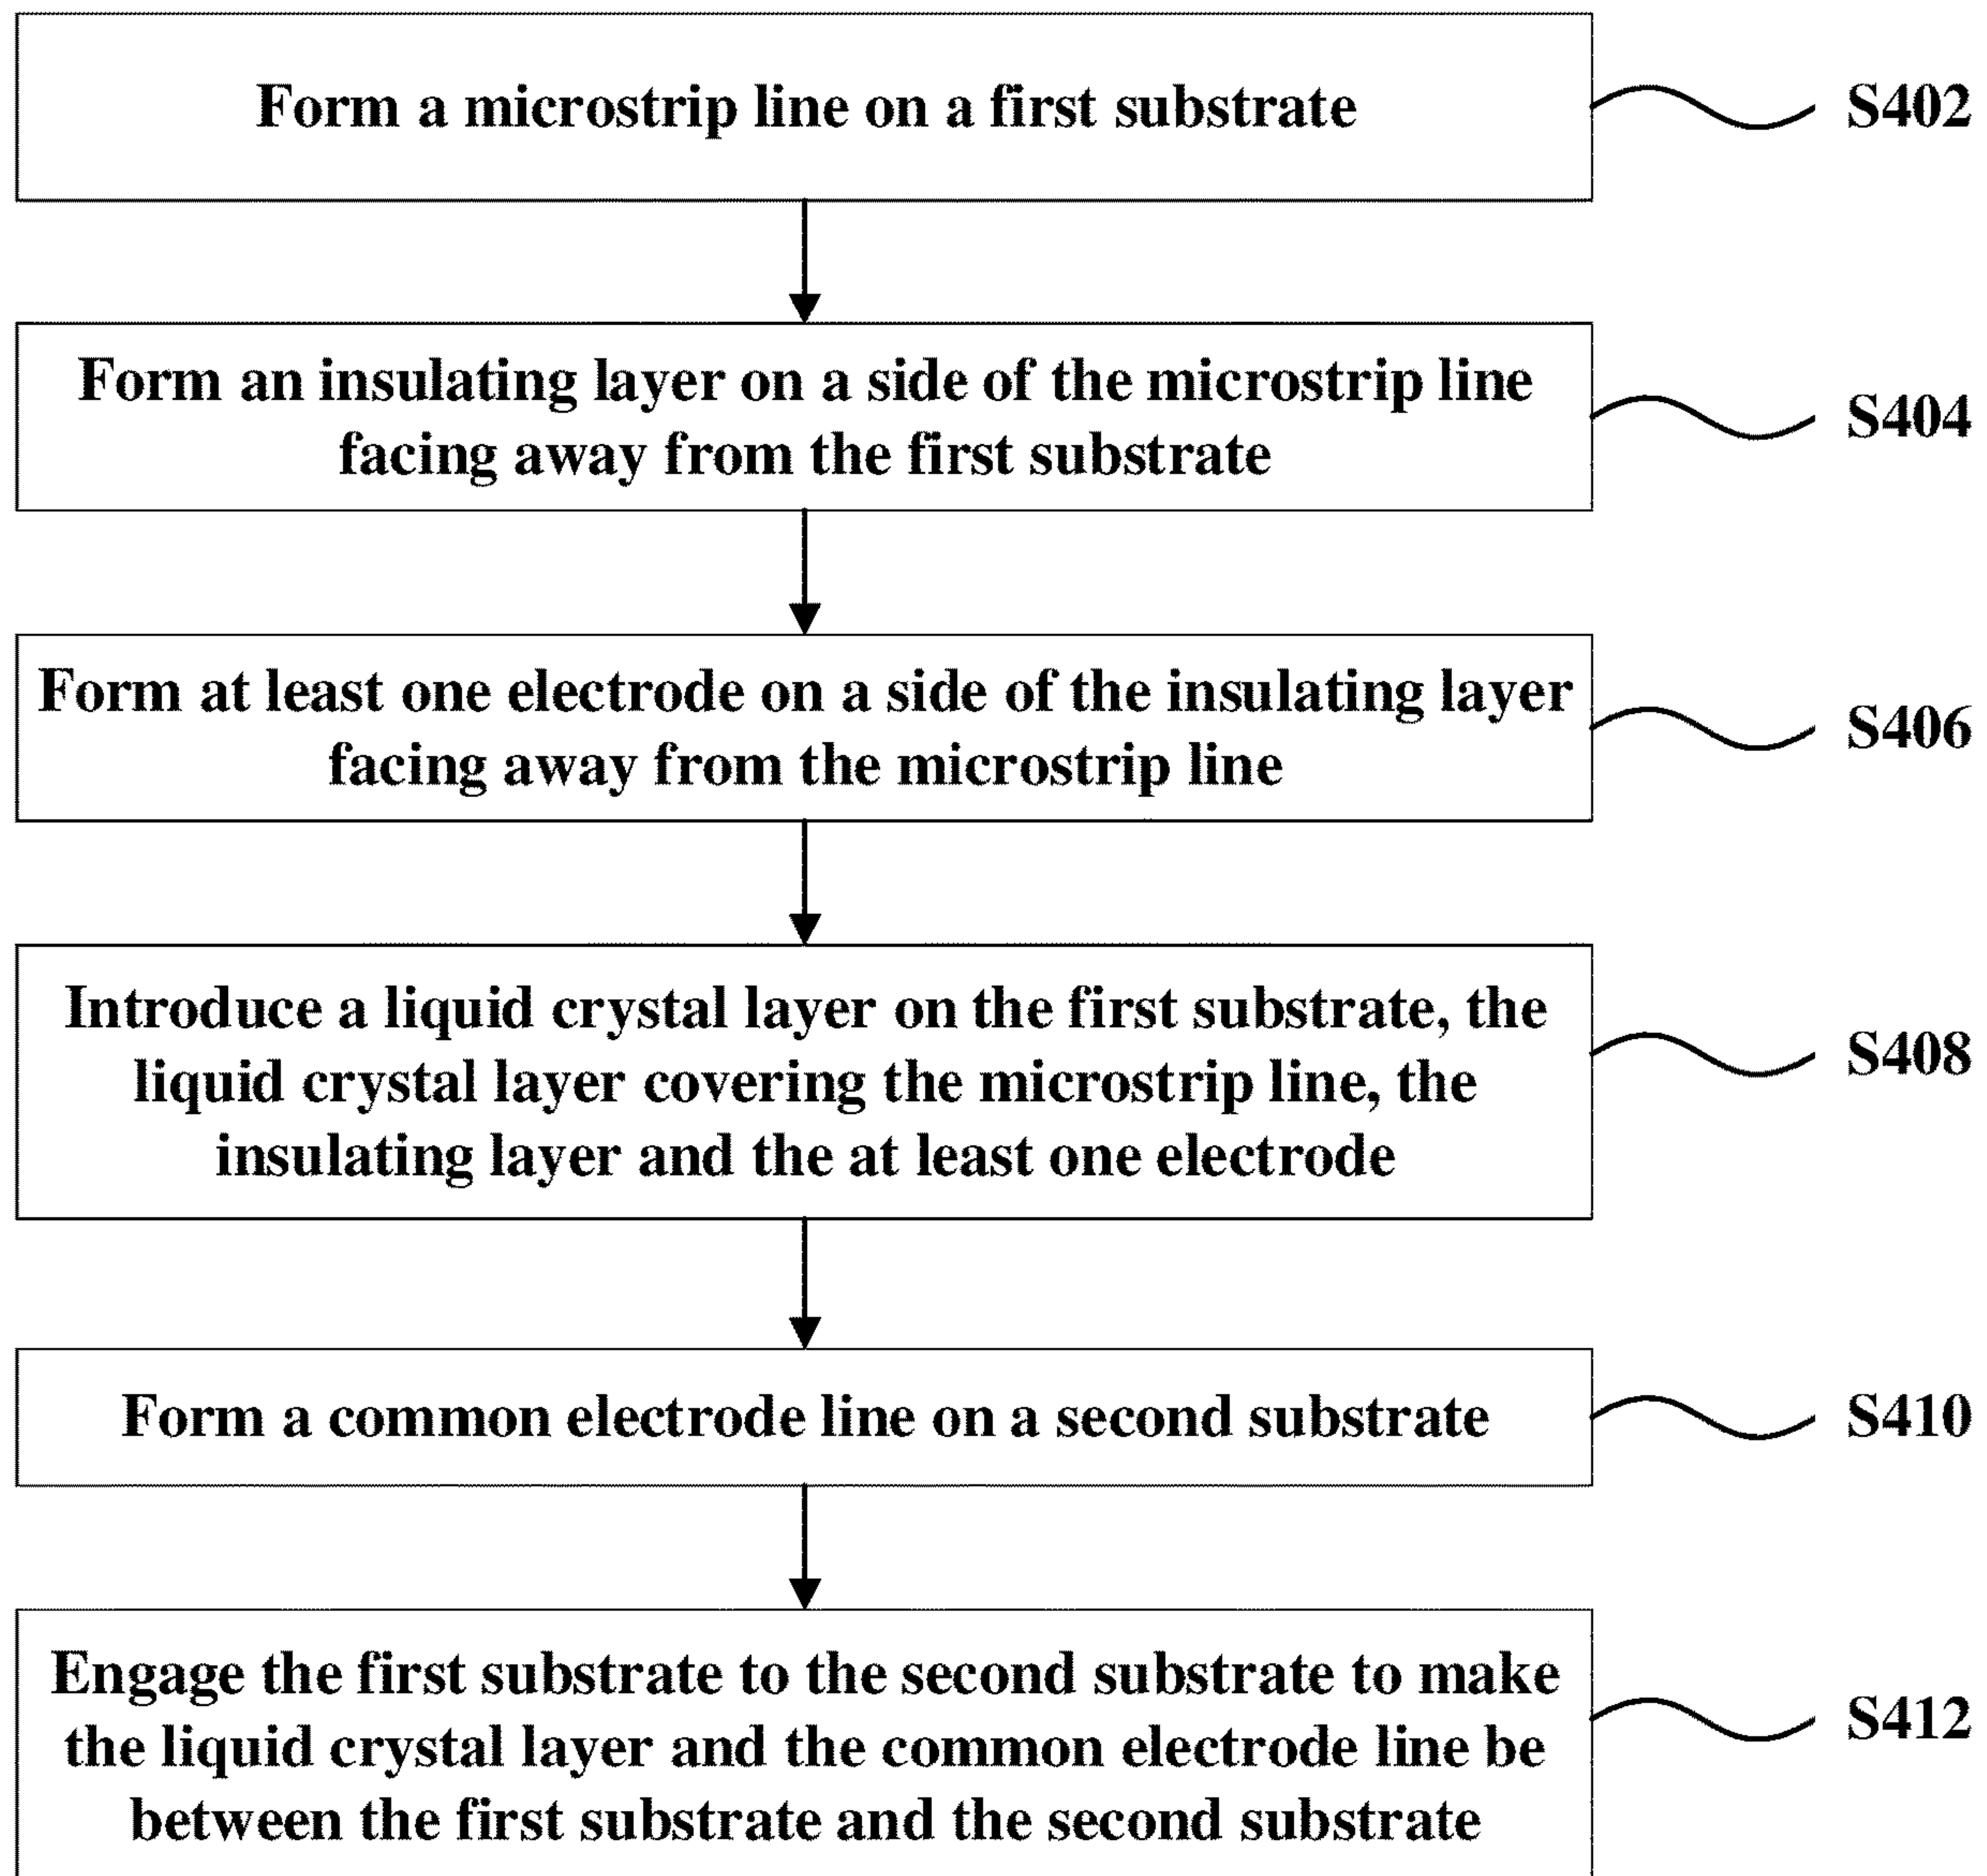 Form a microstrip line on a first substrate
S402
Form an insulating layer on a side of the microstrip line
facing away from the first substrate
S404
Form at least one electrode on a side of the insulating layer
facing away from the microstrip line
S406
Introduce a liquid crystal layer on the first substrate, the
liquid crystal layer covering the microstrip line, the
insulating layer and the at least one electrode
S408
Form a common electrode line on a second substrate
S410
Engage the first substrate to the second substrate to make
the liquid crystal layer and the common electrode line be
between the first substrate and the second substrate
S412